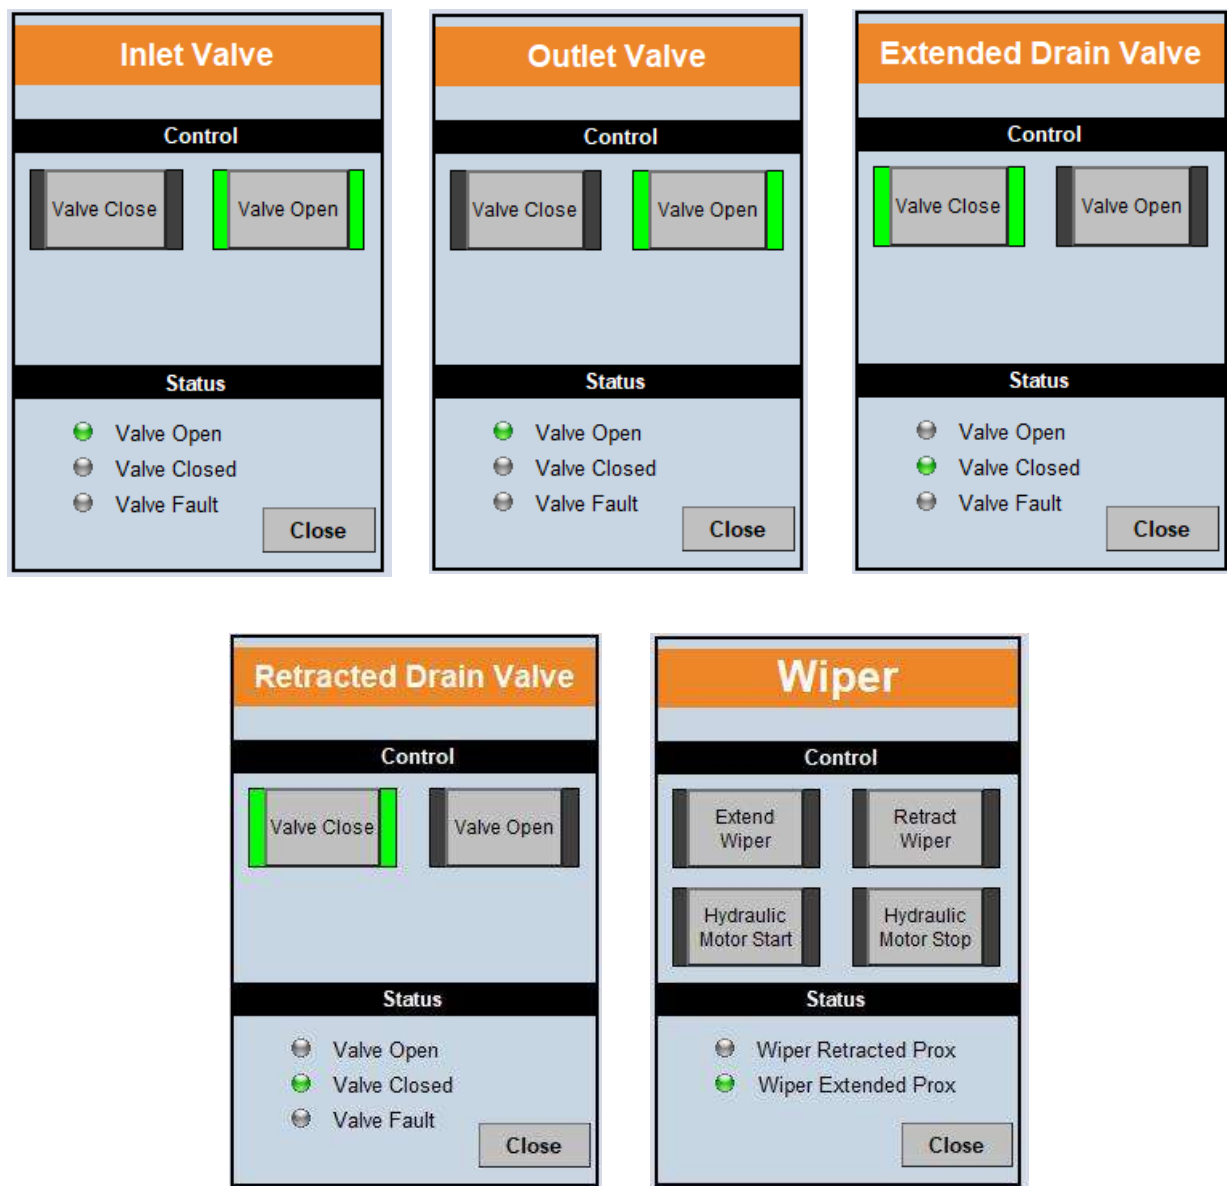 Inlet Valve
Control
Valve Close
Valve Open
Status
Valve Open
Valve Closed
Valve Fault
Close
Outlet Valve
Control
Valve Close
Valve Open
Status
Valve Open
Valve Closed
Valve Fault
Close
Extended Drain Valve
Control
Valve Close
Valve Open
Status
Valve Open
Valve Closed
Valve Fault
Close
Retracted Drain Valve
Control
Valve Close
Valve Open
Status
Valve Open
Valve Closed
Valve Fault
Close
Wiper
Control
Extend
Wiper
Retract
Wiper
Hydraulic
Motor Start
Hydraulic
Motor Stop
Status
Wiper Retracted Prox
Wiper Extended Prox
Close